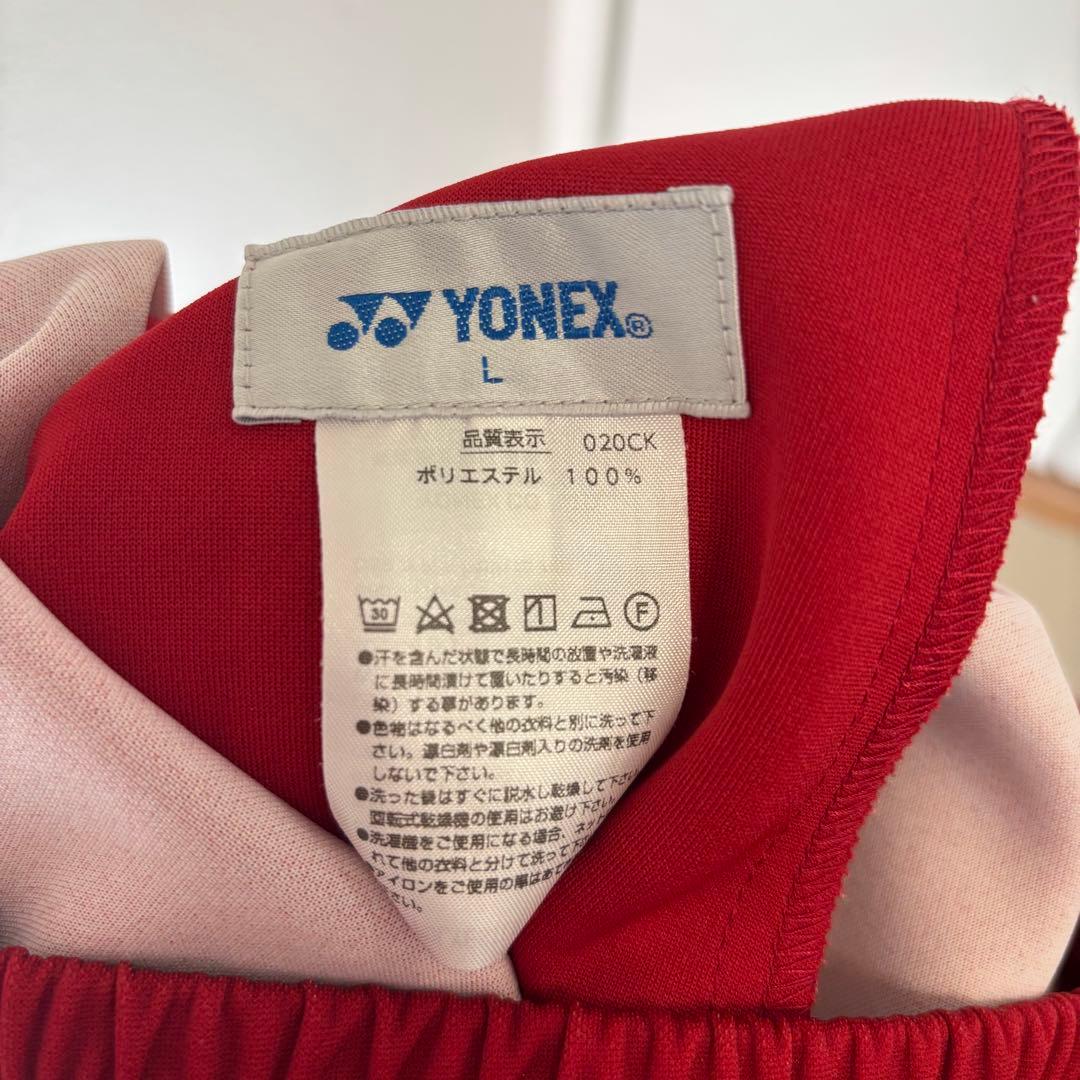 YONEX®
L
品質表示 020CK
ポリエステル 100%
30 F
●汗を含んだ状態で長時間の放置や洗濯液
に長時間漬けて置いたりすると汚染（移
染）する事があります。
●色物はなるべく他の衣料と別に洗って下
さい。漂白剤や漂白剤入りの洗剤を使用
しないで下さい。
●洗った後はすぐに脱水し乾燥して下さい
回転式乾燥機の使用はお避け下さい。
●洗濯機をご使用になる場合、ネッ
れて他の衣料と分けて洗って下
アイロンをご使用の際はあて
さい。